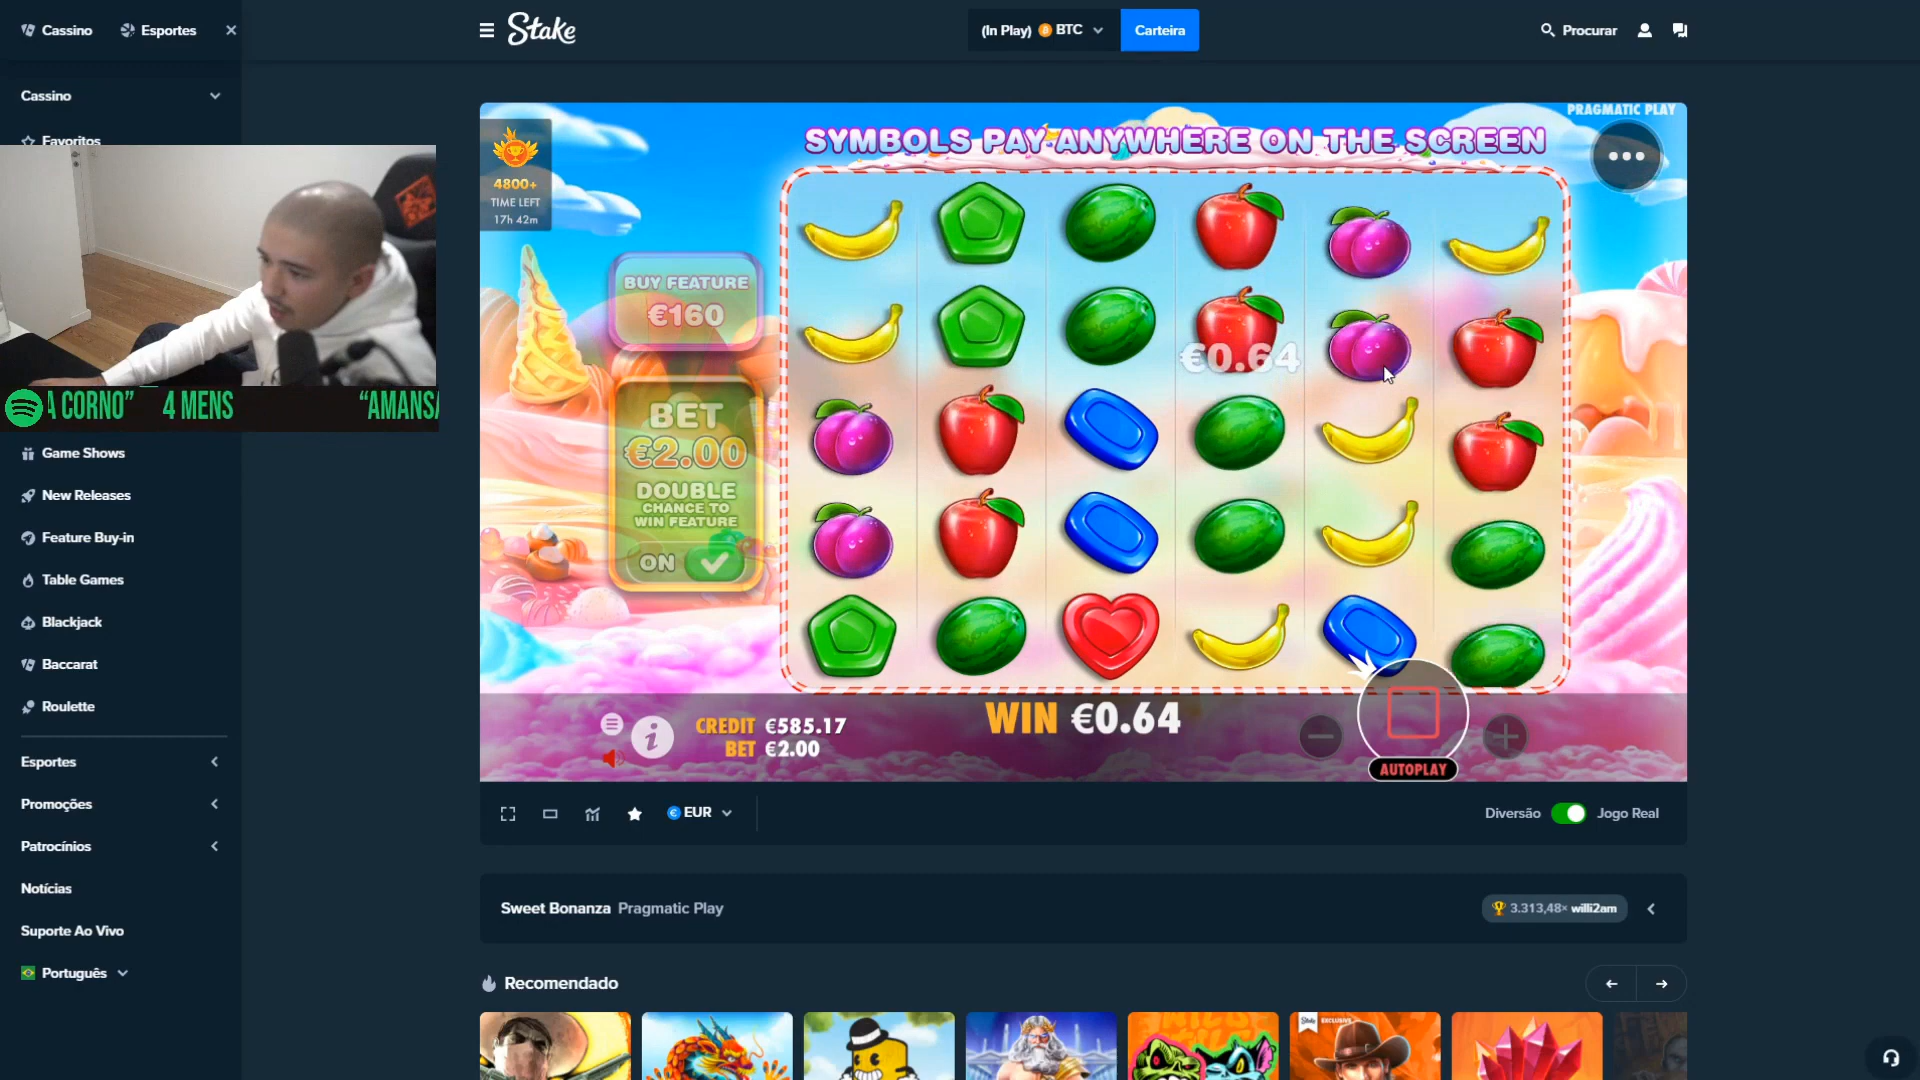 Cassino
Esportes
Stake
(In Play) BTC
Carteira
Procurar
Cassino
Favoritos
A CORNO” 4 MENS “AMANSA
Game Shows
New Releases
Feature Buy-in
Table Games
Blackjack
Baccarat
Roulette
Esportes
Promoções
Patrocínios
Notícias
Suporte Ao Vivo
Português
PRAGMATIC PLAY
SYMBOLS PAY ANYWHERE ON THE SCREEN
4800+
TIME LEFT
17h 42m
BUY FEATURE
€160
BET
€2.00
DOUBLE
CHANCE TO
WIN FEATURE
ON
€0.64
CREDIT €585.17
BET €2.00
WIN €0.64
AUTOPLAY
EUR
Diversão
Jogo Real
Sweet Bonanza Pragmatic Play
3.313,48× willi2am
Recomendado
Stake EXCLUSIVE